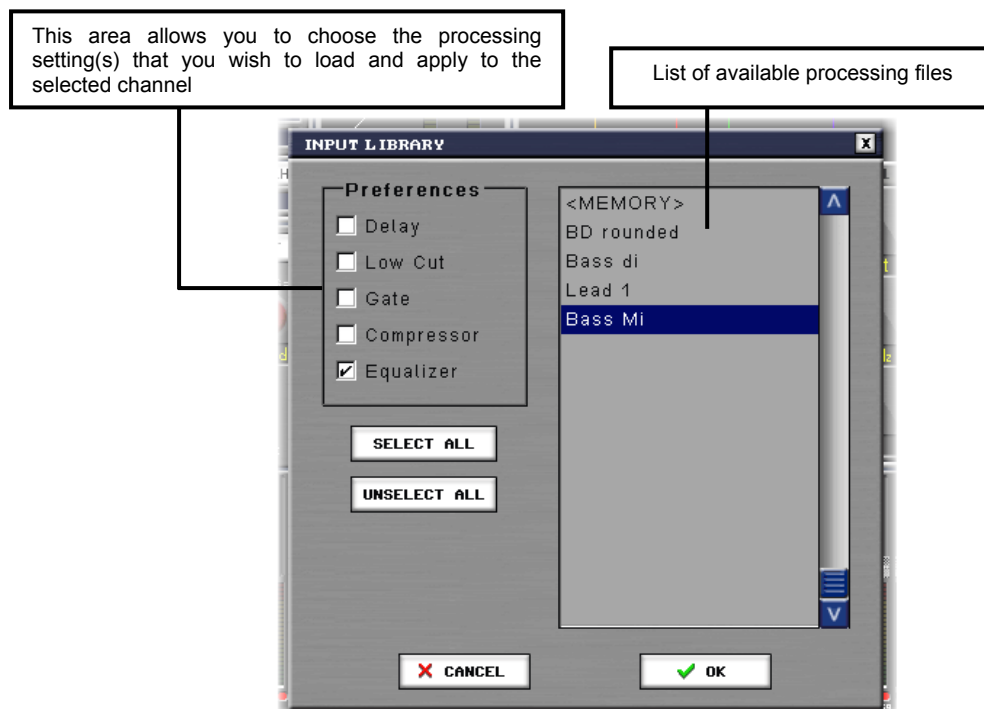 This area allows you to choose the processing
setting(s) that you wish to load and apply to the
selected channel
List of available processing files
INPUT LIBRARY
X
Preferences
Delay
Low Cut
Gate
Compressor
Equalizer
SELECT ALL
UNSELECT ALL
<MEMORY>
BD rounded
Bass di
Lead 1
Bass Mi
CANCEL
OK